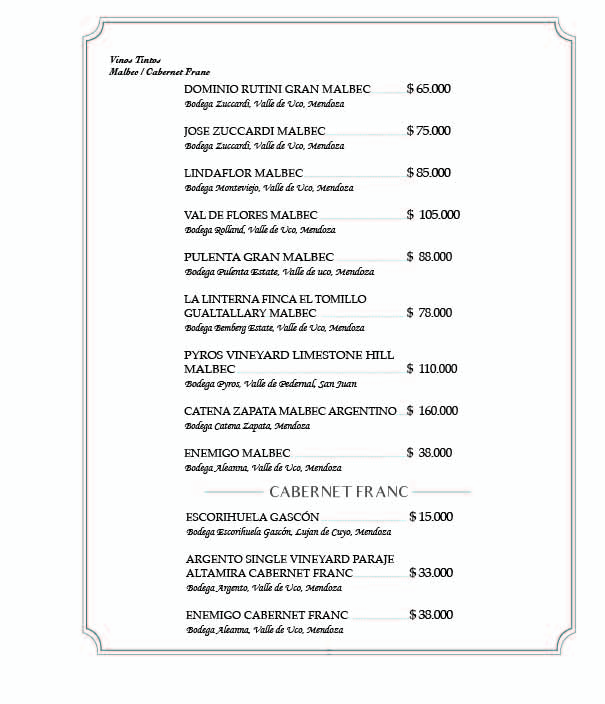 Vinos Tintos
Malbec / Cabernet Franc
DOMINIO RUTINI GRAN MALBEC $ 65.000
Bodega Zuccardi, Valle de Uco, Mendoza
JOSE ZUCCARDI MALBEC $ 75.000
Bodega Zuccardi, Valle de Uco, Mendoza
LINDAFLOR MALBEC $ 85.000
Bodega Monteviejo, Valle de Uco, Mendoza
VAL DE FLORES MALBEC $ 105.000
Bodega Rolland, Valle de Uco, Mendoza
PULENTA GRAN MALBEC $ 88.000
Bodega Pulenta Estate, Valle de uco, Mendoza
LA LINTERNA FINCA EL TOMILLO
GUALTALLARY MALBEC $ 78.000
Bodega Bemberg Estate, Valle de Uco, Mendoza
PYROS VINEYARD LIMESTONE HILL
MALBEC $ 110.000
Bodega Pyros, Valle de Pedernal, San Juan
CATENA ZAPATA MALBEC ARGENTINO $ 160.000
Bodega Catena Zapata, Mendoza
ENEMIGO MALBEC $ 38.000
Bodega Aleanna, Valle de Uco, Mendoza
CABERNET FRANC
ESCORIHUELA GASCÓN $ 15.000
Bodega Escorihuela Gascón, Lujan de Cuyo, Mendoza
ARGENTO SINGLE VINEYARD PARAJE
ALTAMIRA CABERNET FRANC $ 33.000
Bodega Argento, Valle de Uco, Mendoza
ENEMIGO CABERNET FRANC $ 38.000
Bodega Aleanna, Valle de Uco, Mendoza